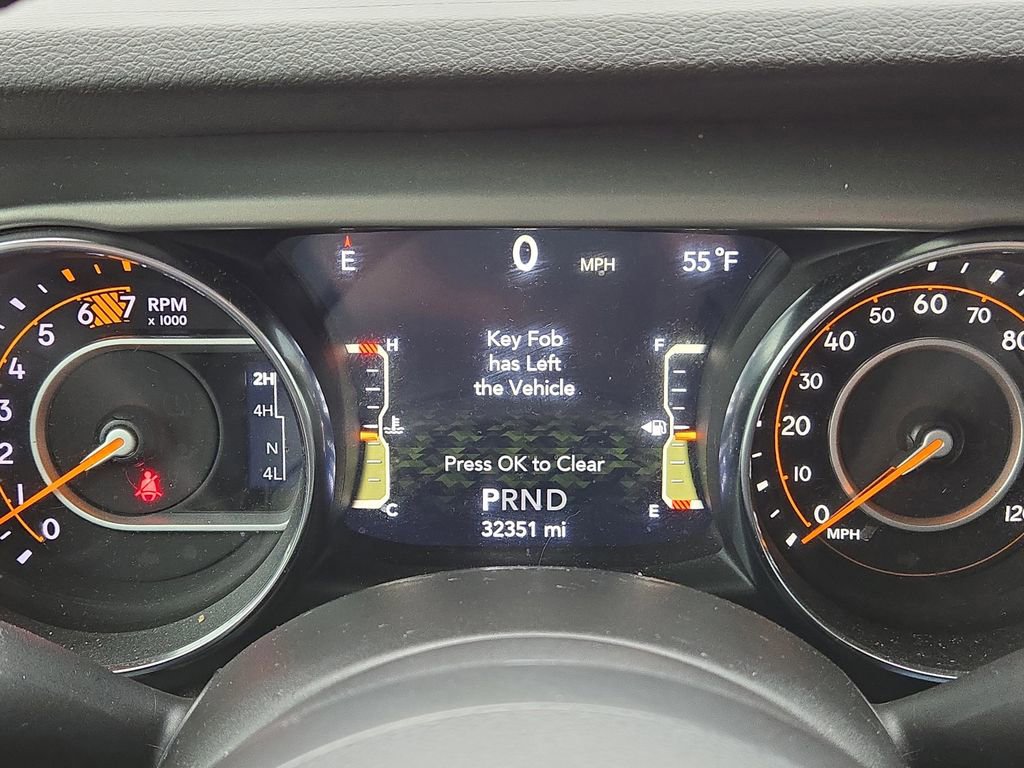 E
0 MPH
55°F
RPM
x 1000
0
1
2
3
4
5
6
7
2H
4H
N
4L
H
C
Key Fob
has Left
the Vehicle
Press OK to Clear
PRND
32351 mi
F
E
0
10
20
30
40
50
60
70
80
120
MPH